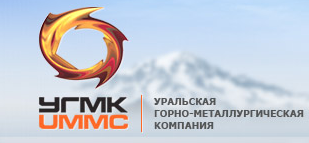 УГМК
UMMC
УРАЛЬСКАЯ
ГОРНО-МЕТАЛЛУРГИЧЕСКАЯ
КОМПАНИЯ